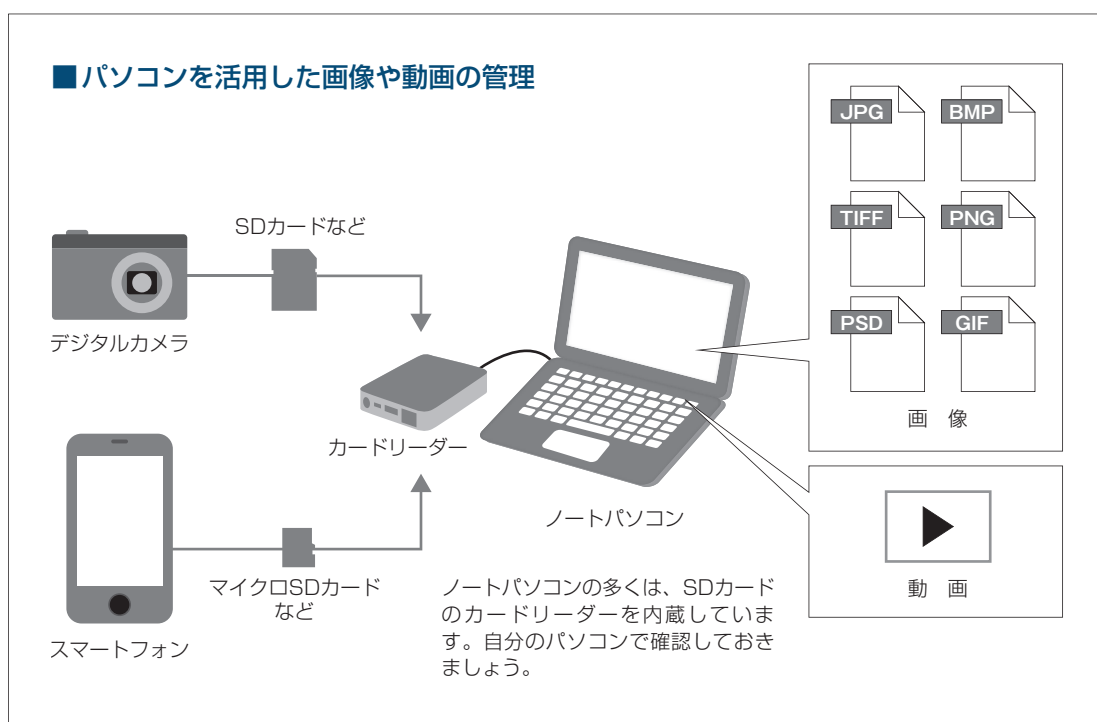 ■パソコンを活用した画像や動画の管理
SDカードなど
デジタルカメラ
カードリーダー
ノートパソコン
マイクロSDカード
など
スマートフォン
ノートパソコンの多くは、SDカード
のカードリーダーを内蔵していま
す。自分のパソコンで確認しておき
ましょう。
JPG
BMP
TIFF
PNG
PSD
GIF
画 像
動 画